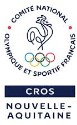 COMITÉ NATIONAL
OLYMPIQUE ET SPORTIF FRANÇAIS
CROS
NOUVELLE-
AQUITAINE